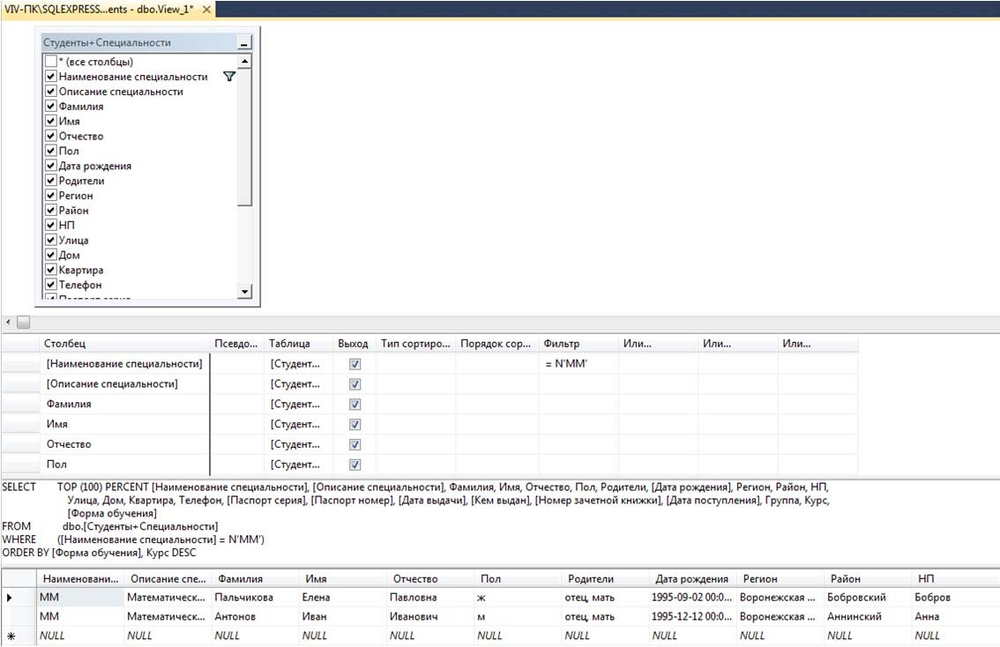 VIV-ПК\SQLEXPRESS...ents - dbo.View_1* ×
Студенты+Специальности
* (все столбцы)
Наименование специальности
Описание специальности
Фамилия
Имя
Отчество
Пол
Дата рождения
Родители
Регион
Район
НП
Улица
Дом
Квартира
Телефон
Столбец Псевдо... Таблица Выход Тип сортиро... Порядок сор... Фильтр Или... Или... Или...
[Наименование специальности] [Студент... = N'ММ'
[Описание специальности] [Студент...
Фамилия [Студент...
Имя [Студент...
Отчество [Студент...
Пол [Студент...
SELECT TOP (100) PERCENT [Наименование специальности], [Описание специальности], Фамилия, Имя, Отчество, Пол, Родители, [Дата рождения], Регион, Район, НП,
Улица, Дом, Квартира, Телефон, [Паспорт серия], [Паспорт номер], [Дата выдачи], [Кем выдан], [Номер зачетной книжки], [Дата поступления], Группа, Курс,
[Форма обучения]
FROM dbo.[Студенты+Специальности]
WHERE ([Наименование специальности] = N'ММ')
ORDER BY [Форма обучения], Курс DESC
Наименовани... Описание спе... Фамилия Имя Отчество Пол Родители Дата рождения Регион Район НП
ММ Математическ... Пальчикова Елена Павловна ж отец, мать 1995-09-02 00:0... Воронежская ... Бобровский Бобров
ММ Математическ... Антонов Иван Иванович м отец, мать 1995-12-12 00:0... Воронежская ... Аннинский Анна
NULL NULL NULL NULL NULL NULL NULL NULL NULL NULL NULL